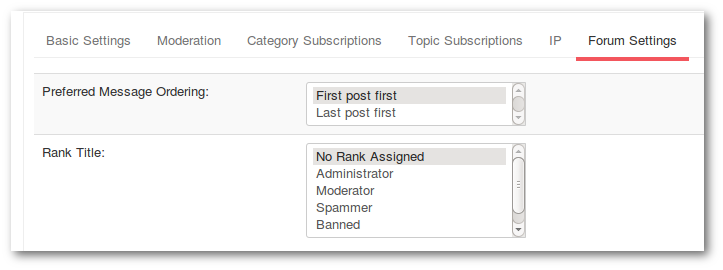 Basic Settings Moderation Category Subscriptions Topic Subscriptions IP Forum Settings
Preferred Message Ordering: First post first
Last post first
Rank Title: No Rank Assigned
Administrator
Moderator
Spammer
Banned